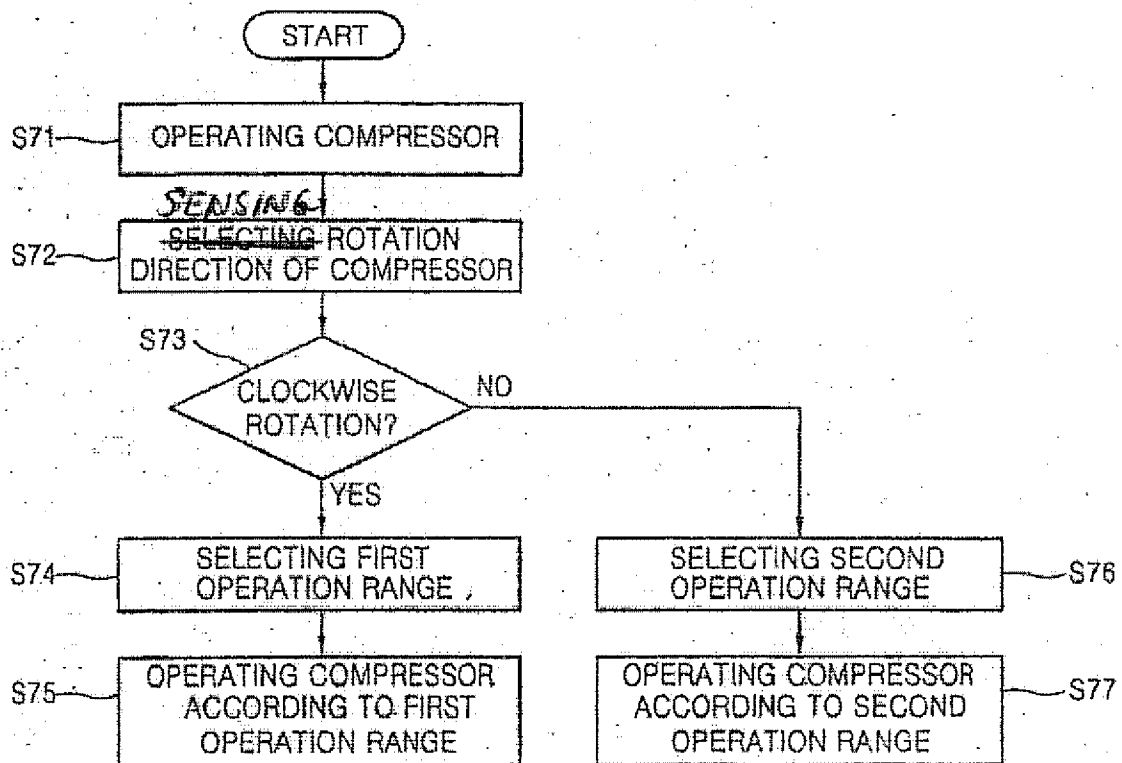 START
S71
OPERATING COMPRESSOR
SENSING
S72
SELECTING ROTATION
DIRECTION OF COMPRESSOR
S73
CLOCKWISE
ROTATION?
NO
YES
S74
SELECTING FIRST
OPERATION RANGE
SELECTING SECOND
OPERATION RANGE
S76
S75
OPERATING COMPRESSOR
ACCORDING TO FIRST
OPERATION RANGE
OPERATING COMPRESSOR
ACCORDING TO SECOND
OPERATION RANGE
S77